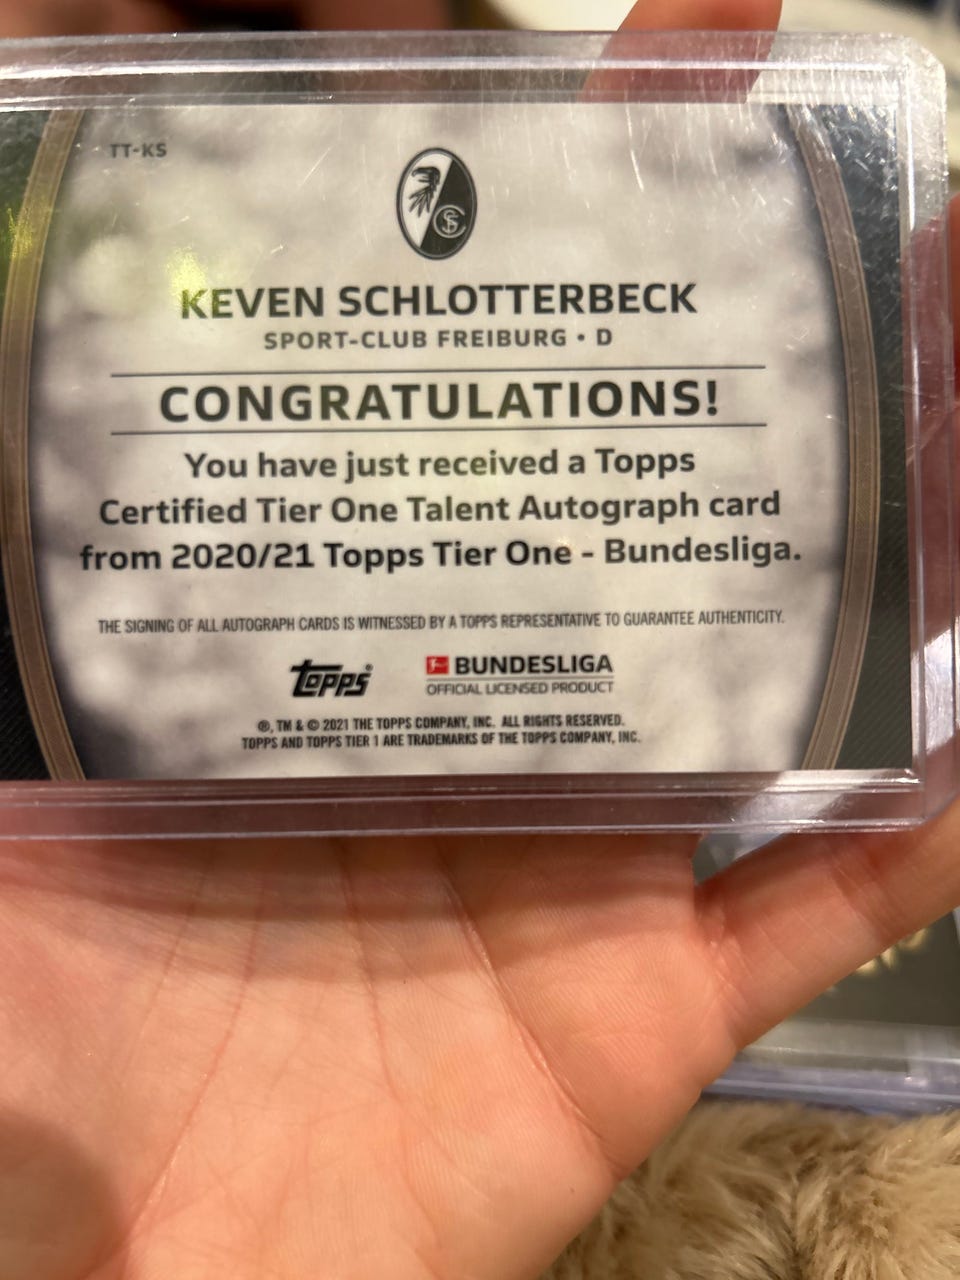 TT-KS
SC
KEVEN SCHLOTTERBECK
SPORT-CLUB FREIBURG • D
CONGRATULATIONS!
You have just received a Topps
Certified Tier One Talent Autograph card
from 2020/21 Topps Tier One - Bundesliga.
THE SIGNING OF ALL AUTOGRAPH CARDS IS WITNESSED BY A TOPPS REPRESENTATIVE TO GUARANTEE AUTHENTICITY.
topps® BUNDESLIGA
OFFICIAL LICENSED PRODUCT
®, TM & © 2021 THE TOPPS COMPANY, INC. ALL RIGHTS RESERVED.
TOPPS AND TOPPS TIER 1 ARE TRADEMARKS OF THE TOPPS COMPANY, INC.